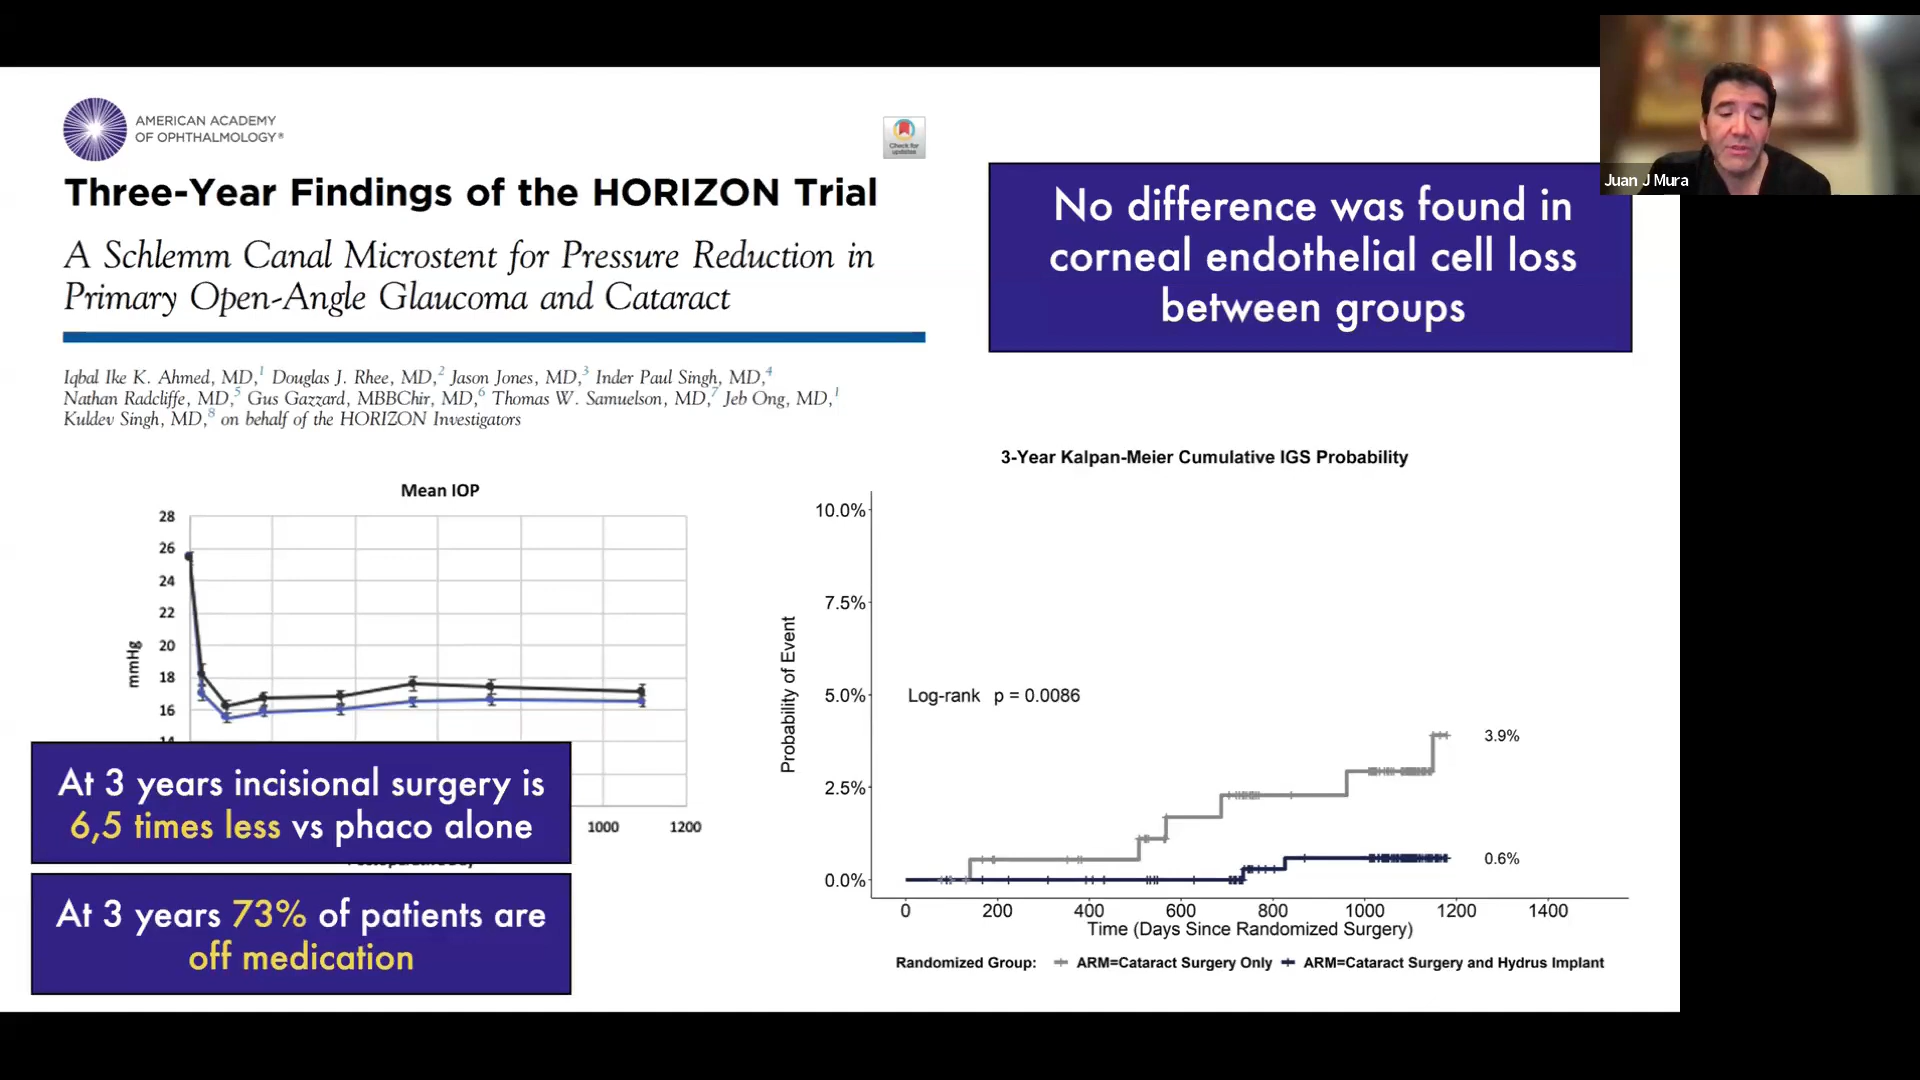 AMERICAN ACADEMY
OF OPHTHALMOLOGY®
Check for
updates
Three-Year Findings of the HORIZON Trial
A Schlemm Canal Microstent for Pressure Reduction in
Primary Open-Angle Glaucoma and Cataract
Iqbal Ike K. Ahmed, MD,1 Douglas J. Rhee, MD,2 Jason Jones, MD,3 Inder Paul Singh, MD,4
Nathan Radcliffe, MD,5 Gus Gazzard, MBBChir, MD,6 Thomas W. Samuelson, MD,7 Jeb Ong, MD,1
Kuldev Singh, MD,8 on behalf of the HORIZON Investigators
No difference was found in
corneal endothelial cell loss
between groups
Juan J Mura
Mean IOP
28
26
24
22
20
18
16
14
mmHg
1000
1200
At 3 years incisional surgery is
6,5 times less vs phaco alone
At 3 years 73% of patients are
off medication
3-Year Kalpan-Meier Cumulative IGS Probability
10.0%
7.5%
5.0%
2.5%
0.0%
Probability of Event
Log-rank p = 0.0086
3.9%
0.6%
0
200
400
600
800
1000
1200
1400
Time (Days Since Randomized Surgery)
Randomized Group: ARM=Cataract Surgery Only ARM=Cataract Surgery and Hydrus Implant